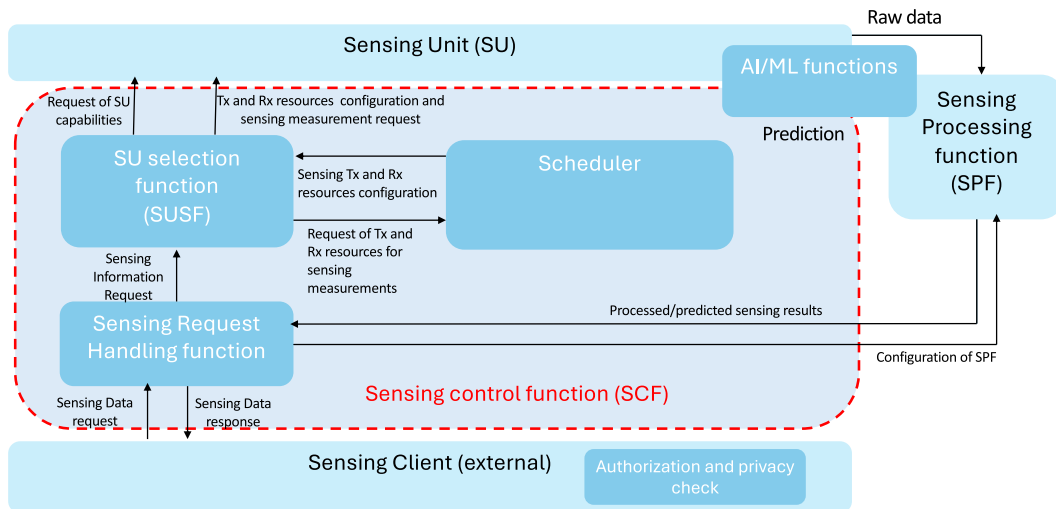 Raw data
Sensing Unit (SU)
AI/ML functions
Request of SU
capabilities
Tx and Rx resources configuration and
sensing measurement request
Sensing
Processing
function
(SPF)
Prediction
SU selection
function
(SUSF)
Scheduler
Sensing Tx and Rx
resources configuration
Request of Tx and
Rx resources for
sensing
measurements
Sensing
Information
Request
Sensing Request
Handling function
Processed/predicted sensing results
Configuration of SPF
Sensing control function (SCF)
Sensing Data
request
Sensing Data
response
Sensing Client (external)
Authorization and privacy
check